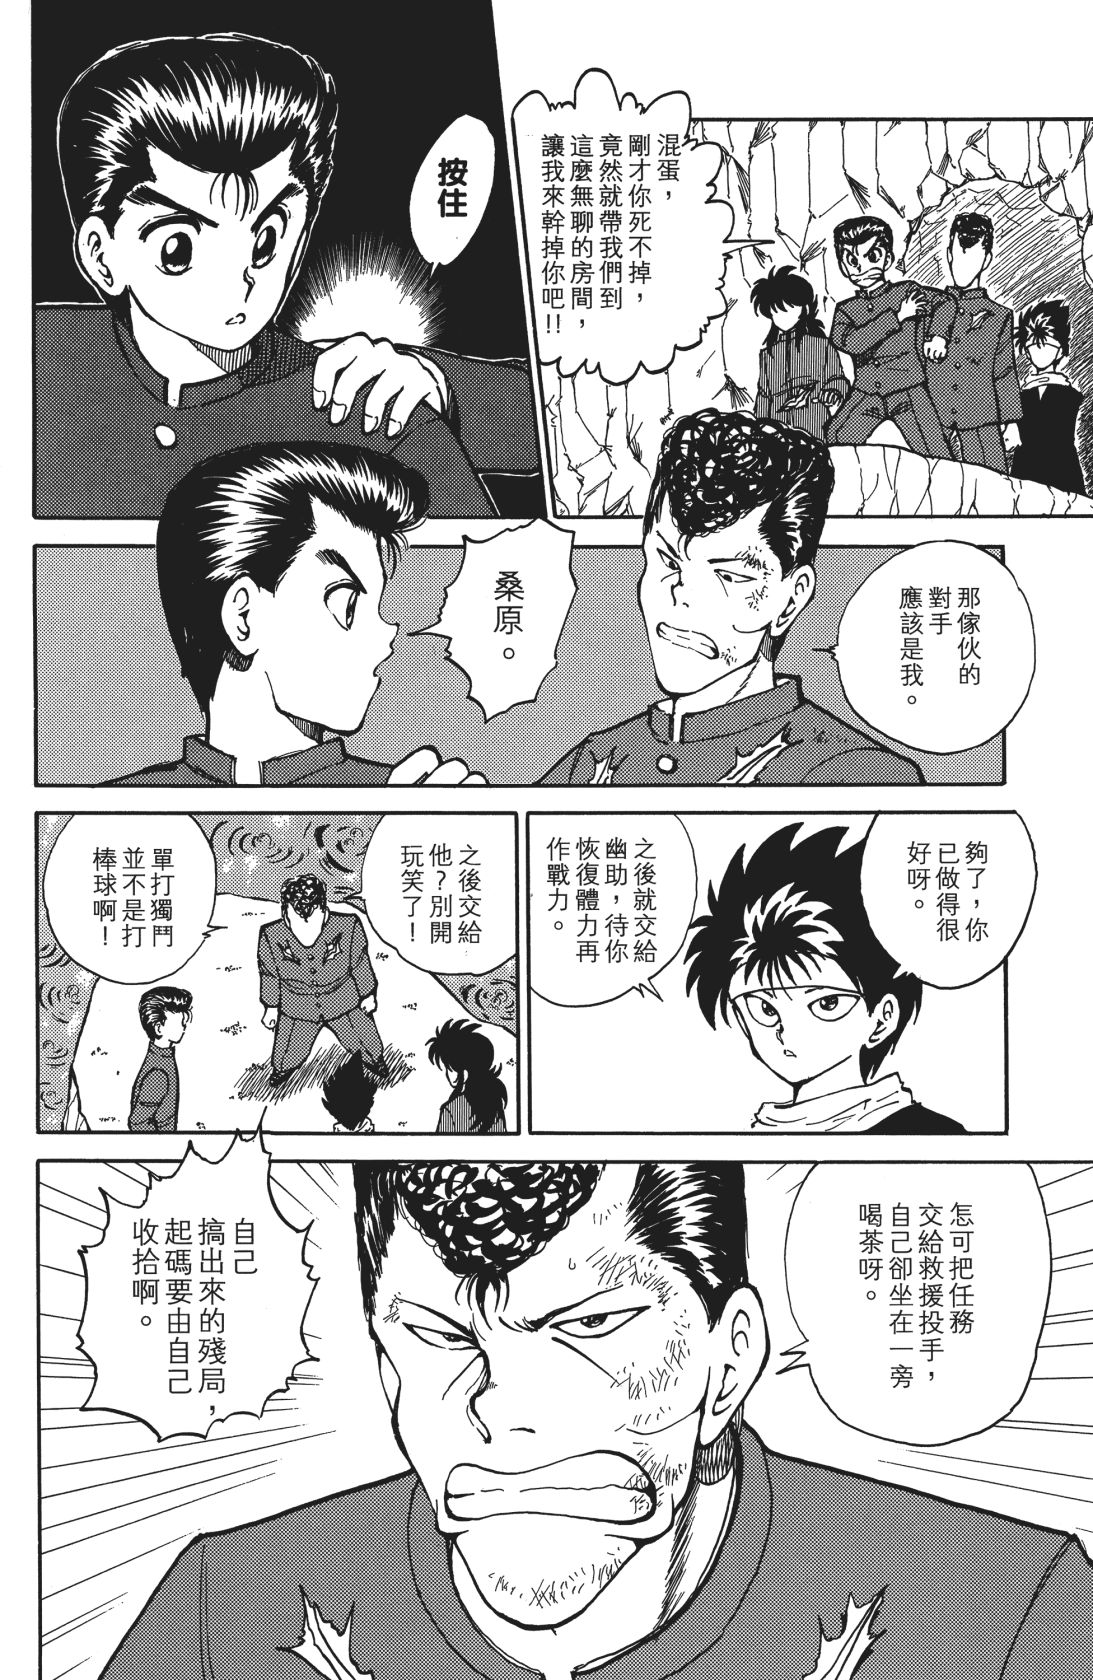 混蛋，
剛才你死不掉，
竟然就帶我們到
這麼無聊的房間，
讓我來幹掉你吧!!
按住
那傢伙的
對手
應該是我。
桑原。
夠了，你
已做得很
好呀。
之後就交給
幽助，待你
恢復體力再
作戰力。
之後交給
他？別開
玩笑了！
單打獨鬥
並不是打
棒球啊！
怎可把任務
交給救援投手，
自己卻坐在一旁
喝茶呀。
自己
搞出來的殘局，
起碼要由自己
收拾啊。